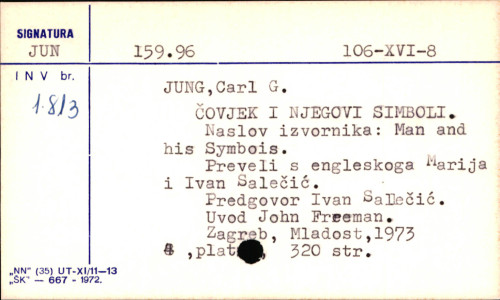 SIGNATURA
JUN 159.96 106-XVI-8
I N V br.
1813
JUNG,Carl G.
ČOVJEK I NJEGOVI SIMBOLI.
Naslov izvornika: Man and
his Symbois.
Preveli s engleskoga Marija
i Ivan Salečić.
Predgovor Ivan Salečić.
Uvod John Freeman.
Zagreb, Mladost,1973
,plat , 320 str.
„NN” (35) UT-XI/11—13
„ŠK” — 667 - 1972.